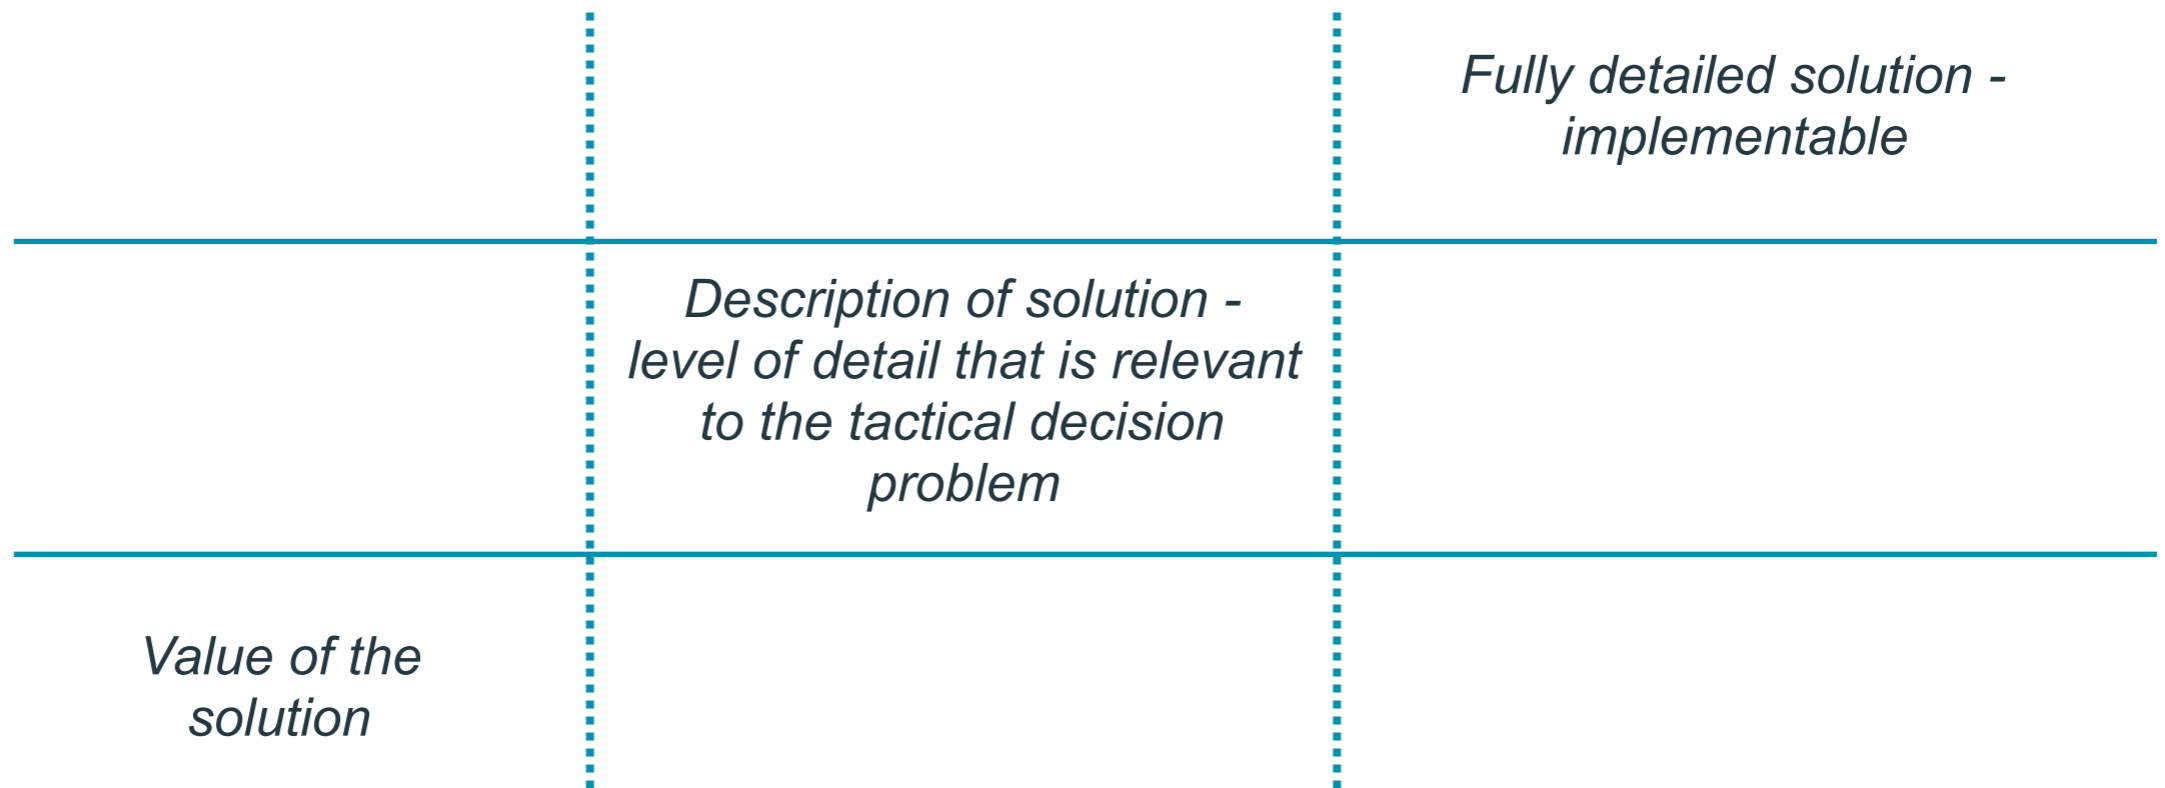 Fully detailed solution -
implementable
Description of solution -
level of detail that is relevant
to the tactical decision
problem
Value of the
solution